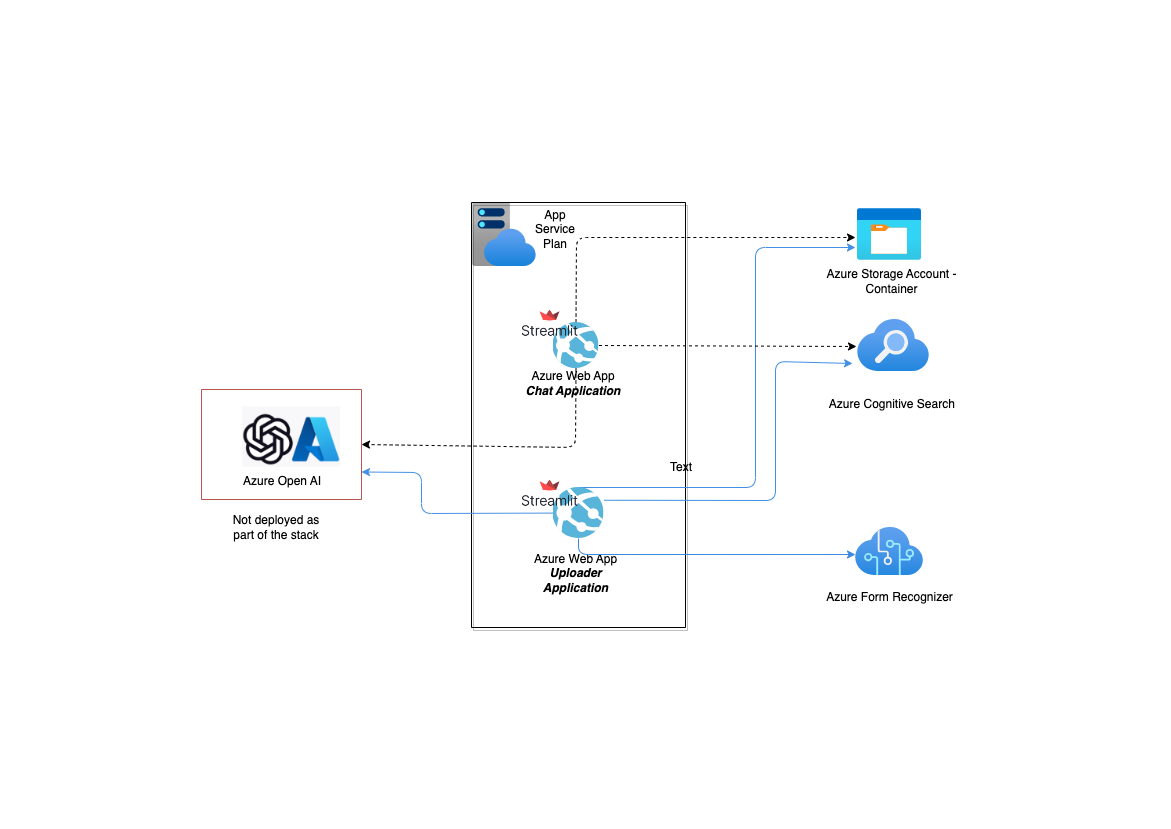 App
Service
Plan
Azure Storage Account -
Container
Streamlit
Azure Web App
Chat Application
Azure Cognitive Search
Azure Open AI
Not deployed as
part of the stack
Text
Streamlit
Azure Web App
Uploader
Application
Azure Form Recognizer